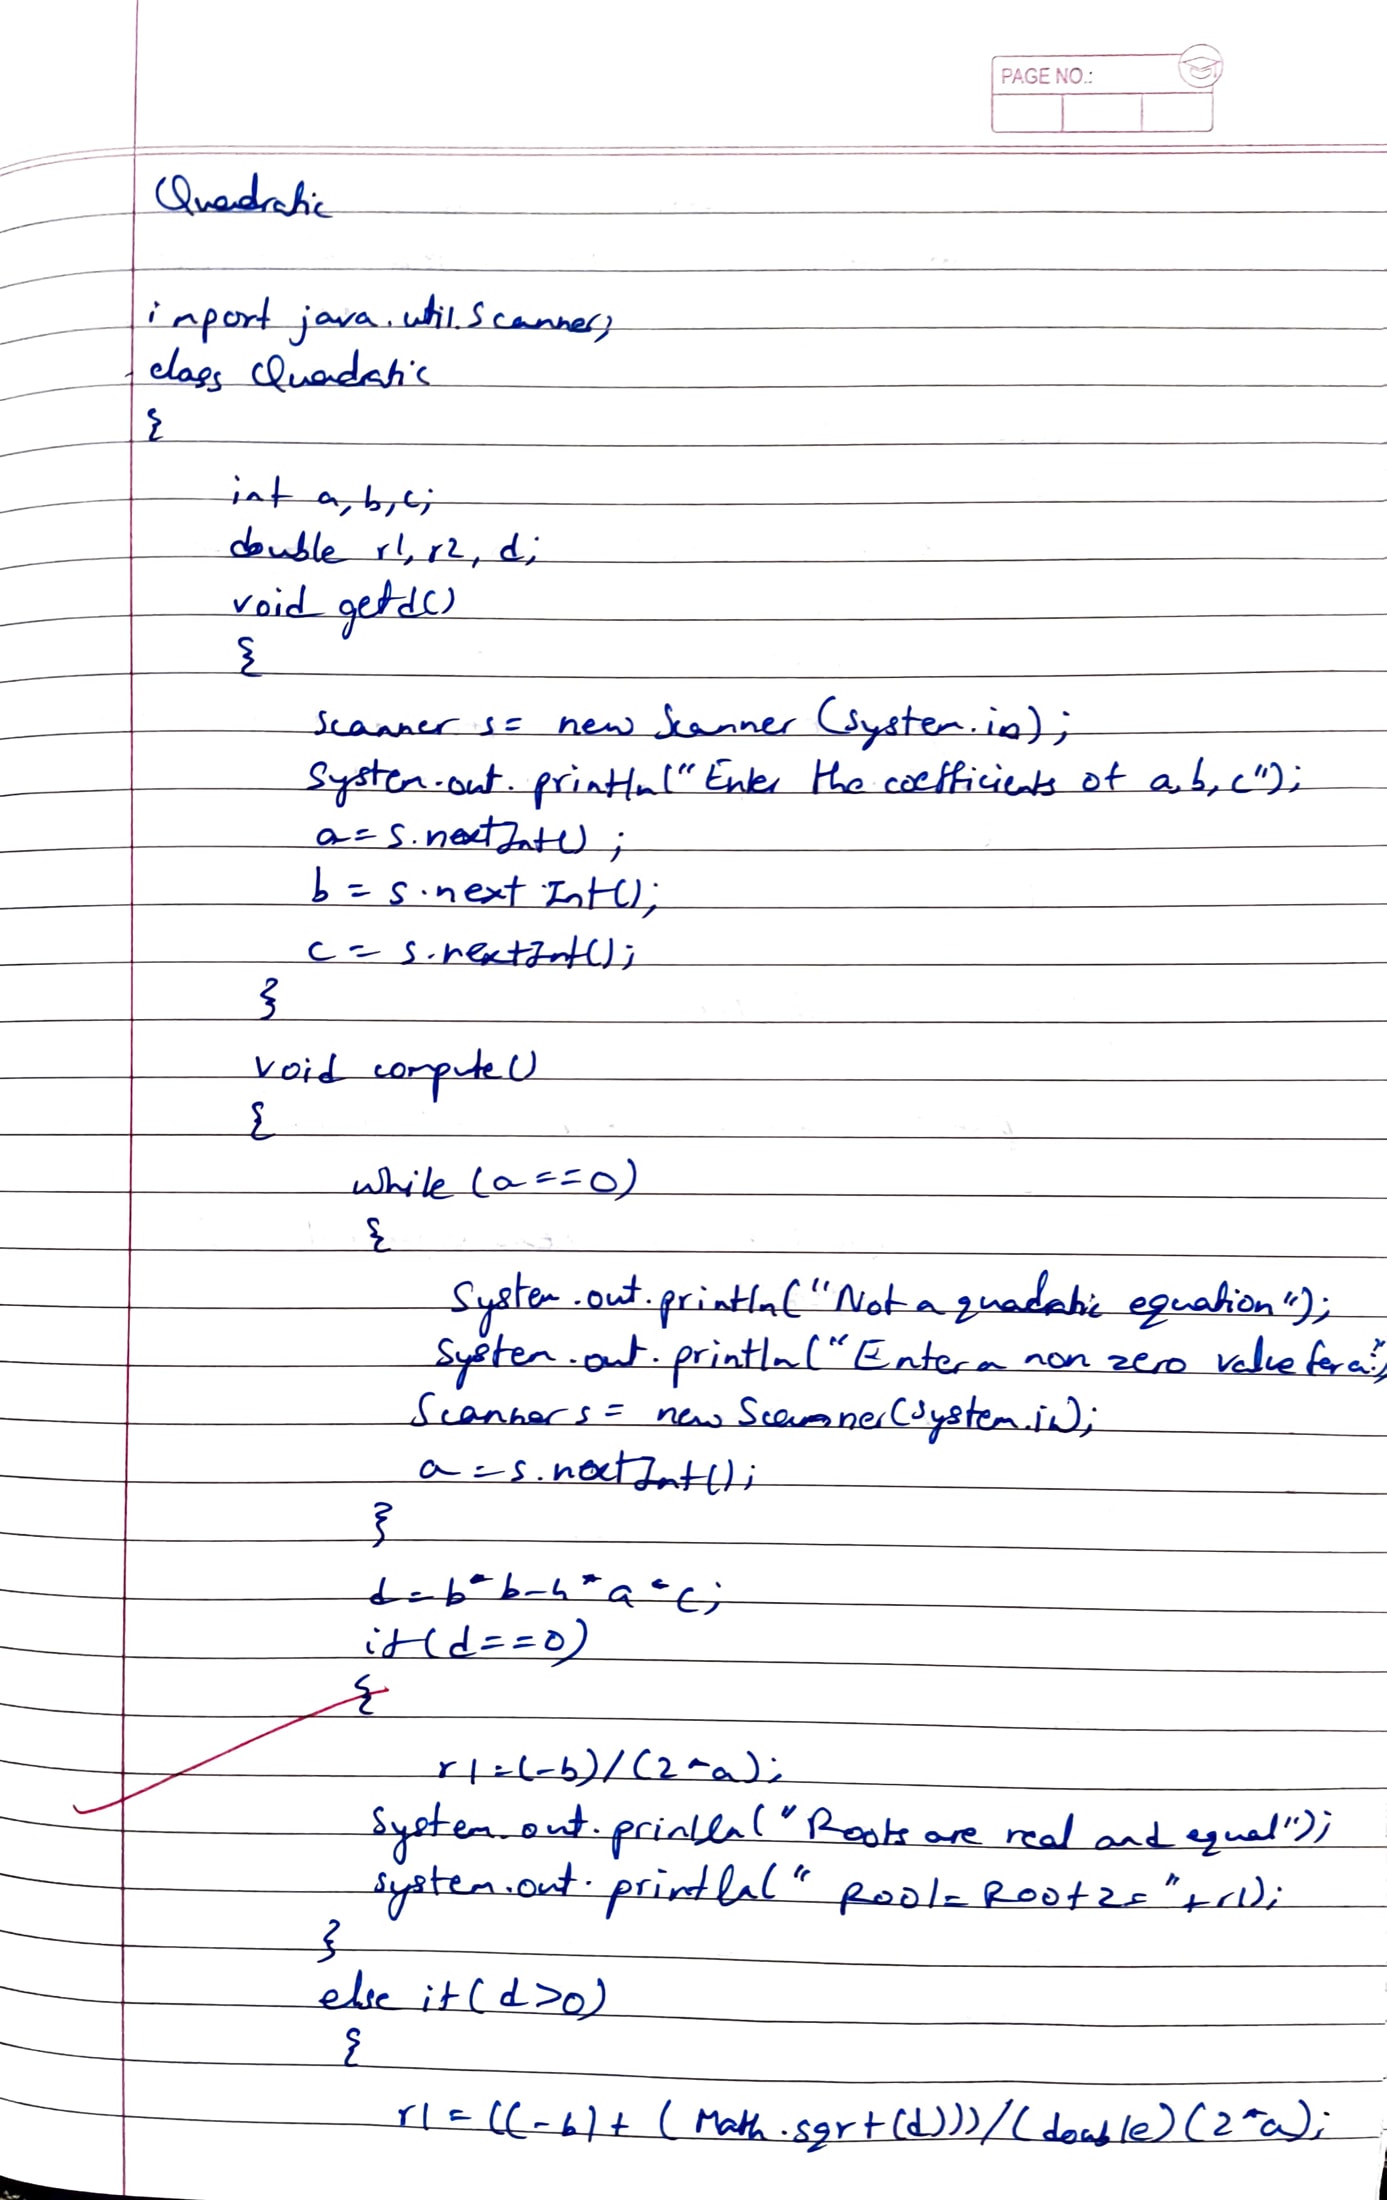 PAGE NO.:
Quadratic
import java.util.Scanner;
class Quadratic
{
int a, b, c;
double r1, r2, d;
void getd()
{
Scanner s = new Scanner (System.in);
System.out.println("Enter the coefficients of a, b, c");
a = s.nextInt();
b = s.nextInt();
c = s.nextInt();
}
void compute()
{
while (a==0)
{
System.out.println("Not a quadatic equation");
System.out.println("Enter a non zero value for a:");
Scanner s = new Scanner(System.in);
a = s.nextInt();
}
d = b*b-4*a*c;
if (d==0)
{
r1 = (-b)/(2*a);
System.out.println("Roots are real and equal");
System.out.println("Roo1= Root2="+r1);
}
else if (d>0)
{
r1 = ((-b)+(Math.sqrt(d)))/(double)(2*a);